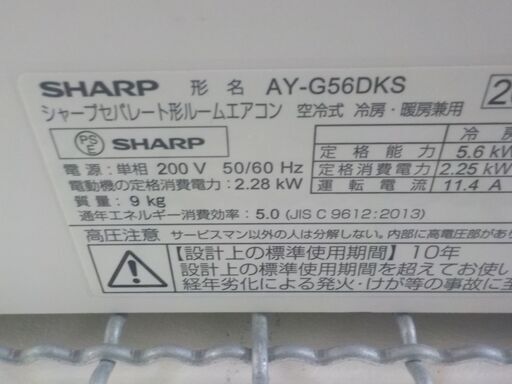 SHARP 形名 AY-G56DKS
シャープセパレート形ルームエアコン 空冷式 冷房・暖房兼用
PS E SHARP
冷房
電源:単相 200 V 50/60 Hz
定格能力 5.6 kW
電動機の定格消費電力:2.28 kW
定格消費電力 2.25 kW
質量:9 kg
運転電流 11.4 A
通年エネルギー消費効率:5.0 (JIS C 9612:2013)
高圧注意 サービスマン以外の人は分解しない。内部に高電圧部があり
【設計上の標準使用期間】10年
設計上の標準使用期間を超えてお使い
経年劣化による発火・けが等の事故に至